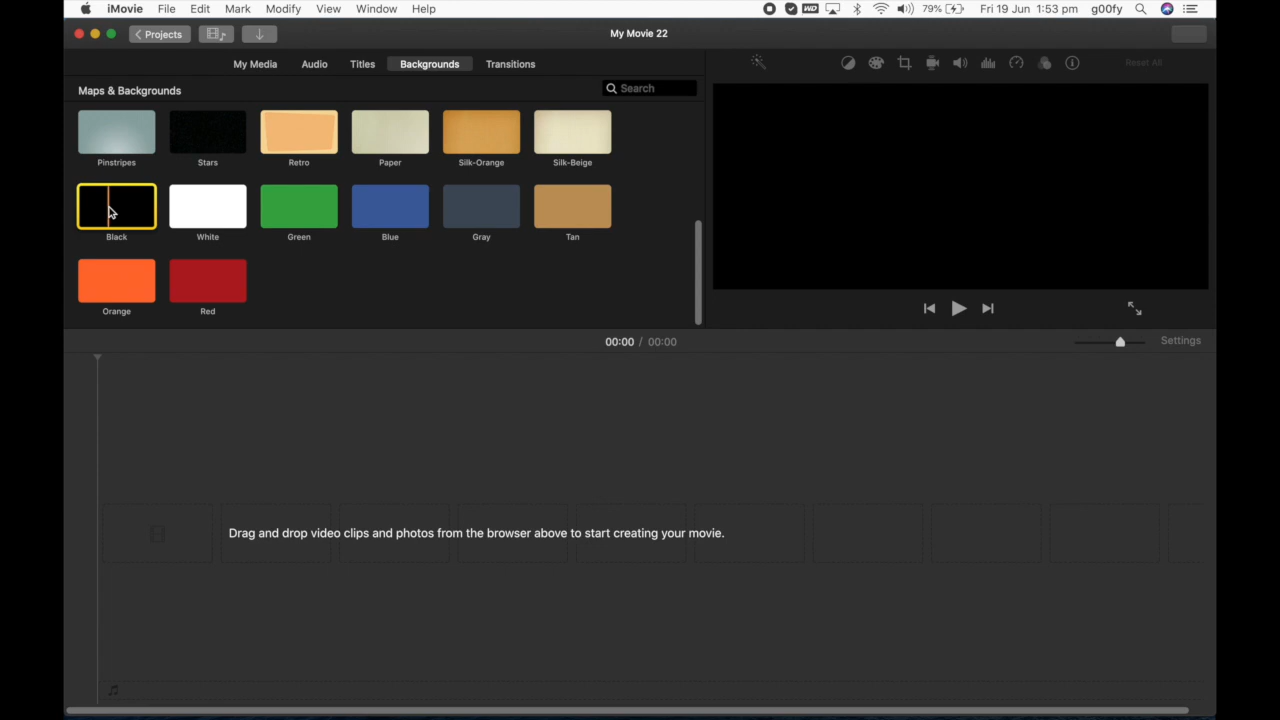 iMovie File Edit Mark Modify View Window Help WD 79% Fri 19 Jun 1:53 pm g00fy
Projects My Movie 22
My Media Audio Titles Backgrounds Transitions Reset All
Maps & Backgrounds Search
Pinstripes Stars Retro Paper Silk-Orange Silk-Beige
Black White Green Blue Gray Tan
Orange Red
00:00 / 00:00 Settings
Drag and drop video clips and photos from the browser above to start creating your movie.